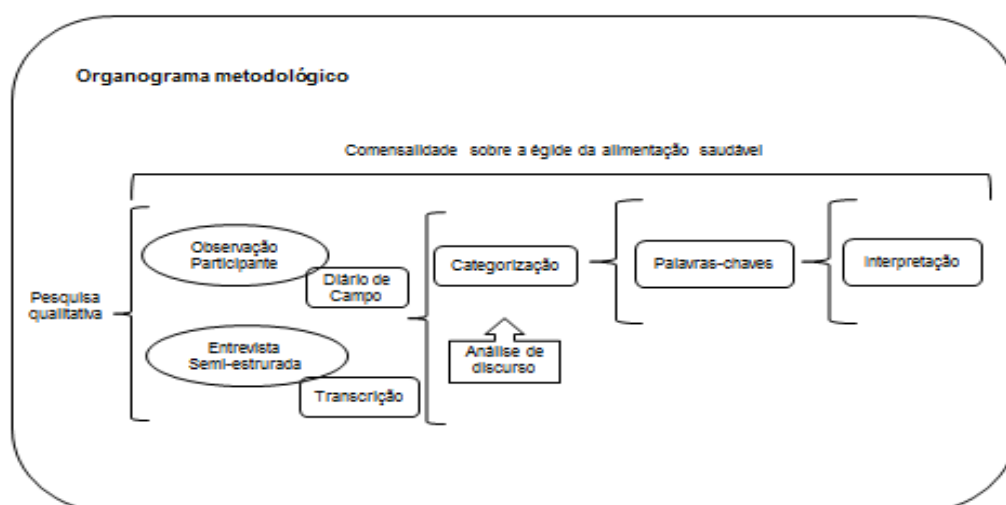 Organograma metodológico
Comensalidade sobre a égide da alimentação saudável
Pesquisa
qualitativa
Observação
Participante
Diário de
Campo
Entrevista
Semi-estrurada
Transcrição
Categorização
Análise de
discurso
Palavras-chaves
Interpretação